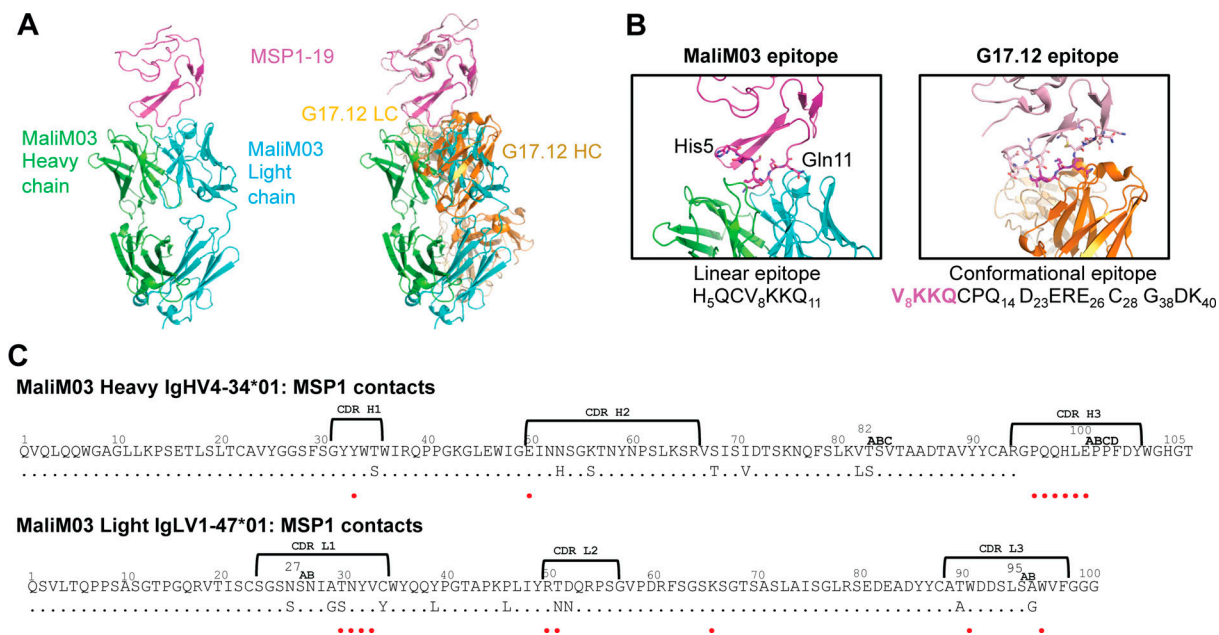 A
MSP1-19
G17.12 LC
MaliM03
Heavy
chain
MaliM03
Light
chain
G17.12 HC
B
MaliM03 epitope
G17.12 epitope
His5
Gln11
Linear epitope
H5QCV8KKQ11
Conformational epitope
V8KKQCPQ14 D23ERE26 C28 G38DK40
C
MaliM03 Heavy IgHV4-34*01: MSP1 contacts
CDR H1 CDR H2 CDR H3
1 10 20 30 40 50 60 70 82 ABC 90 100 ABCD 105
QVQLQQWGAGLLKPSETLSLTCAVYGGSFSGYYWTWIRQPPGKGLEWIGEINNSGKTNYNPSLKSRVSISIDTSKNQFSLKVTSVTAADTAVYYCARGPQQHLEPPFDYWGHGT
..................................S.................H..S...........T..V..........LS..............
MaliM03 Light IgLV1-47*01: MSP1 contacts
CDR L1 CDR L2 CDR L3
1 10 20 27 AB 30 40 50 60 70 80 90 95 AB 100
QSVLTQPPSASGTPGQRVTISCSGSNSNIATNYVCWYQQYPGTAPKPLIYRTDQRPSGVPDRFSGSKSGTSASLAISGLRSEDEADYYCATWDDSLSAWVFGGG
.........................S...GS...Y....L......L....NN.....................................A......G